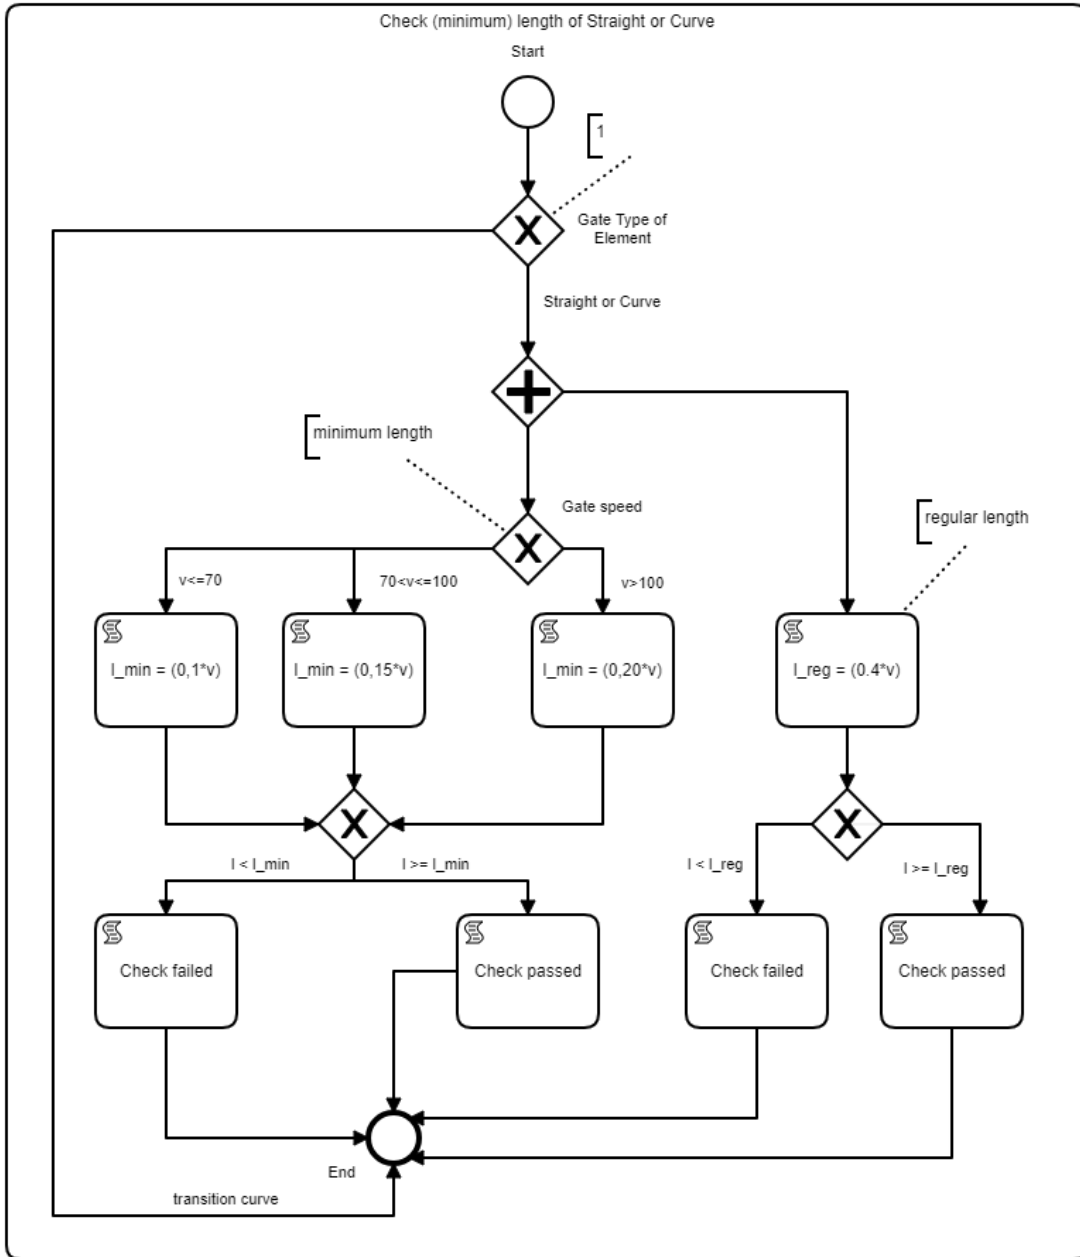 Check (minimum) length of Straight or Curve
Start
1
Gate Type of
Element
Straight or Curve
minimum length
Gate speed
regular length
v<=70
70<v<=100
v>100
l_min = (0,1*v)
l_min = (0,15*v)
l_min = (0,20*v)
l_reg = (0.4*v)
l < l_min
l >= l_min
l < l_reg
l >= l_reg
Check failed
Check passed
Check failed
Check passed
End
transition curve